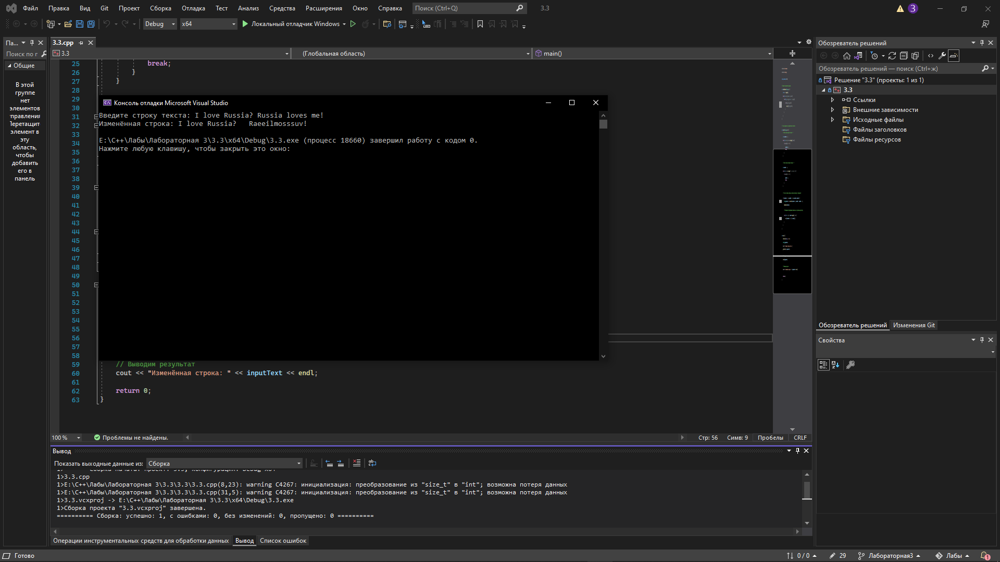 Файл Правка Вид Git Проект Сборка Отладка Тест Анализ Средства Расширения Окно Справка Поиск (Ctrl+Q) 3.3 3
Debug x64 Локальный отладчик Windows
Па...
Поиск по г
Общие
В этой
группе
нет
элементов
Перетащит
элемент в
эту
область,
чтобы
добавить
его в
панель
3.3.cpp
3.3 (Глобальная область) main()
25 break;
26 }
27 }
28
29
30
31
32
33
34
35
36
37
38
39
40
41
42
43
44
45
46
47
48
49
50
51
52
53
54
55
56
57
58
59 // Выводим результат
60 cout << "Изменённая строка: " << inputText << endl;
61
62 return 0;
63 }
Консоль отладки Microsoft Visual Studio
Введите строку текста: I love Russia? Russia loves me!
Изменённая строка: I love Russia?   Raeeilmosssuv!
E:\C++\Лабы\Лабораторная 3\3.3\x64\Debug\3.3.exe (процесс 18660) завершил работу с кодом 0.
Нажмите любую клавишу, чтобы закрыть это окно:
100 % Проблемы не найдены. Стр: 56 Симв: 9 Пробелы CRLF
Вывод
Показать выходные данные из: Сборка
1>3.3.cpp
1>E:\C++\Лабы\Лабораторная 3\3.3\3.3\3.3.cpp(8,23): warning C4267: инициализация: преобразование из "size_t" в "int"; возможна потеря данных
1>E:\C++\Лабы\Лабораторная 3\3.3\3.3\3.3.cpp(31,5): warning C4267: инициализация: преобразование из "size_t" в "int"; возможна потеря данных
1>3.3.vcxproj -> E:\C++\Лабы\Лабораторная 3\3.3\x64\Debug\3.3.exe
1>Сборка проекта "3.3.vcxproj" завершена.
========== Сборка: успешно: 1, с ошибками: 0, без изменений: 0, пропущено: 0 ==========
Операции инструментальных средств для обработки данных Вывод Список ошибок
Обозреватель решений
Обозреватель решений — поиск (Ctrl+ж)
Решение "3.3" (проекты: 1 из 1)
3.3
Ссылки
Внешние зависимости
Исходные файлы
Файлы заголовков
Файлы ресурсов
Обозреватель решений Изменения Git
Свойства
Готово 0 / 0 29 Лабораторная3 Лабы 1